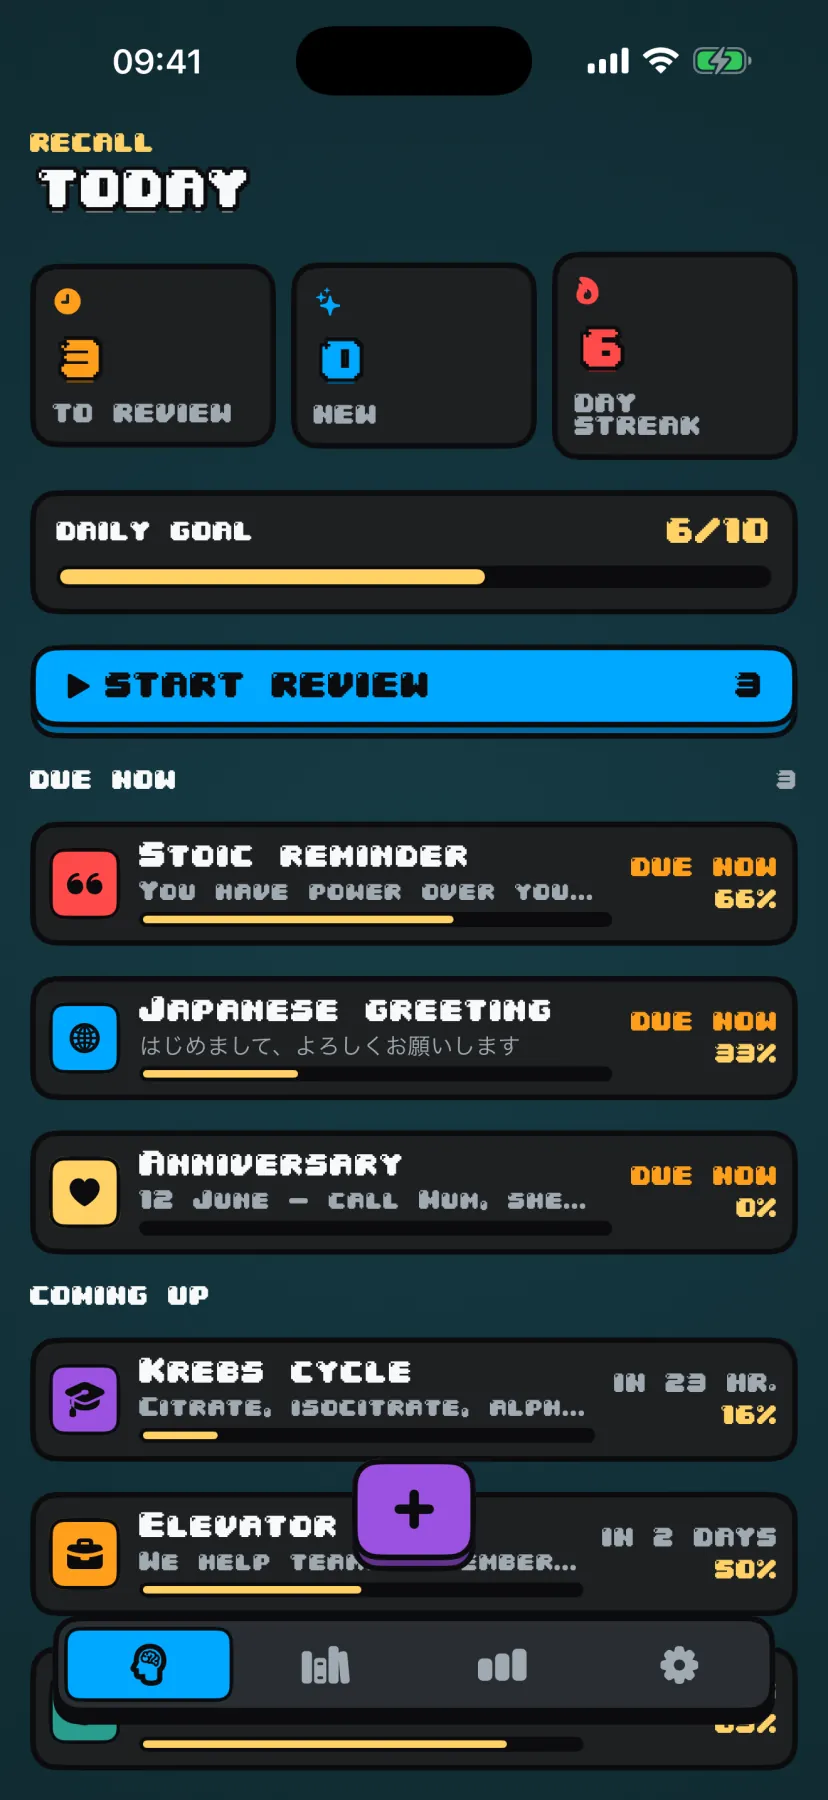 09:41
RECALL
TODAY
3
TO REVIEW
0
NEW
6
DAY
STREAK
DAILY GOAL
6/10
START REVIEW
3
DUE NOW
3
Stoic reminder
You have power over you…
DUE NOW
66%
Japanese greeting
はじめまして、よろしくお願いします
DUE NOW
33%
Anniversary
12 June – call Mum, she…
DUE NOW
0%
COMING UP
Krebs cycle
Citrate, isocitrate, alph…
IN 23 HR.
16%
Elevator
We help
IN 2 DAYS
50%